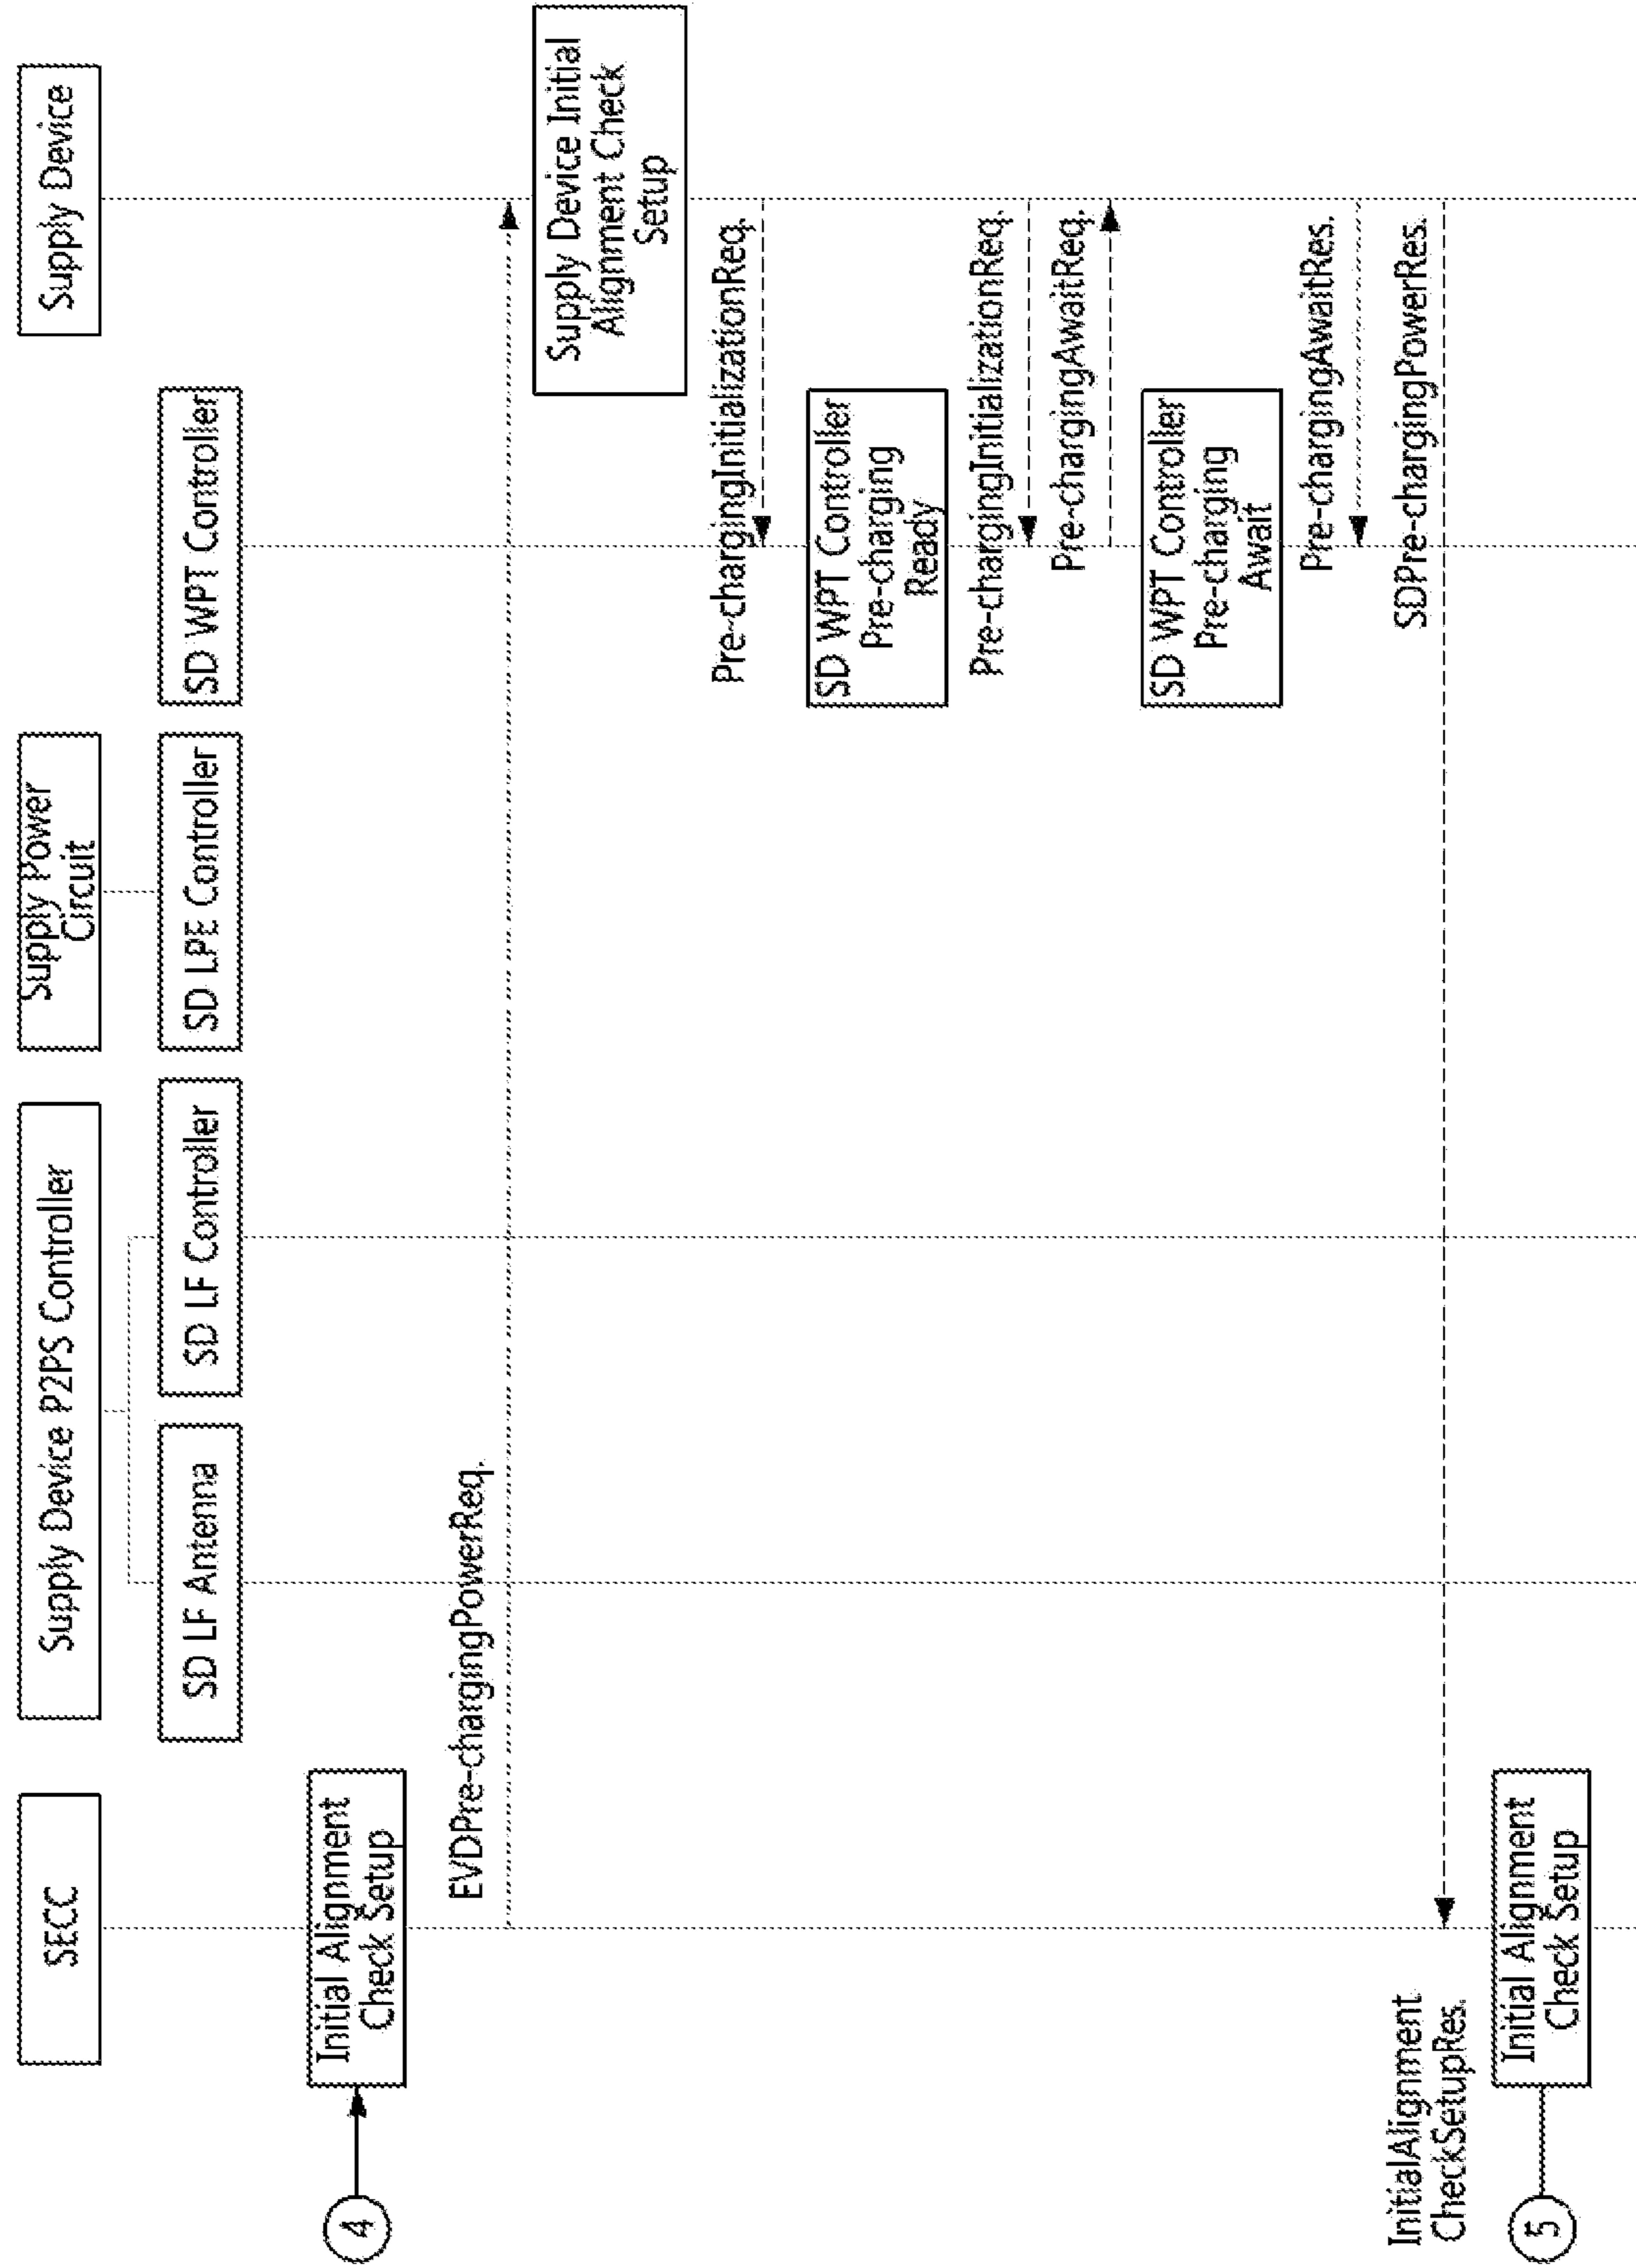 SECC
Supply Device P2PS Controller
Supply Power
Circuit
Supply Device
SD LF Antenna
SD LF Controller
SD LPE Controller
SD WPT Controller
4
Initial Alignment
Check Setup
EVDPre-chargingPowerReq.
Supply Device Initial
Alignment Check
Setup
Pre-chargingInitializationReq.
SD WPT Controller
Pre-charging
Ready
Pre-chargingInitializationReq.
Pre-chargingAwaitReq.
SD WPT Controller
Pre-charging
Await
Pre-chargingAwaitRes.
SDPre-chargingPowerRes.
InitialAlignment
CheckSetupRes.
5
Initial Alignment
Check Setup